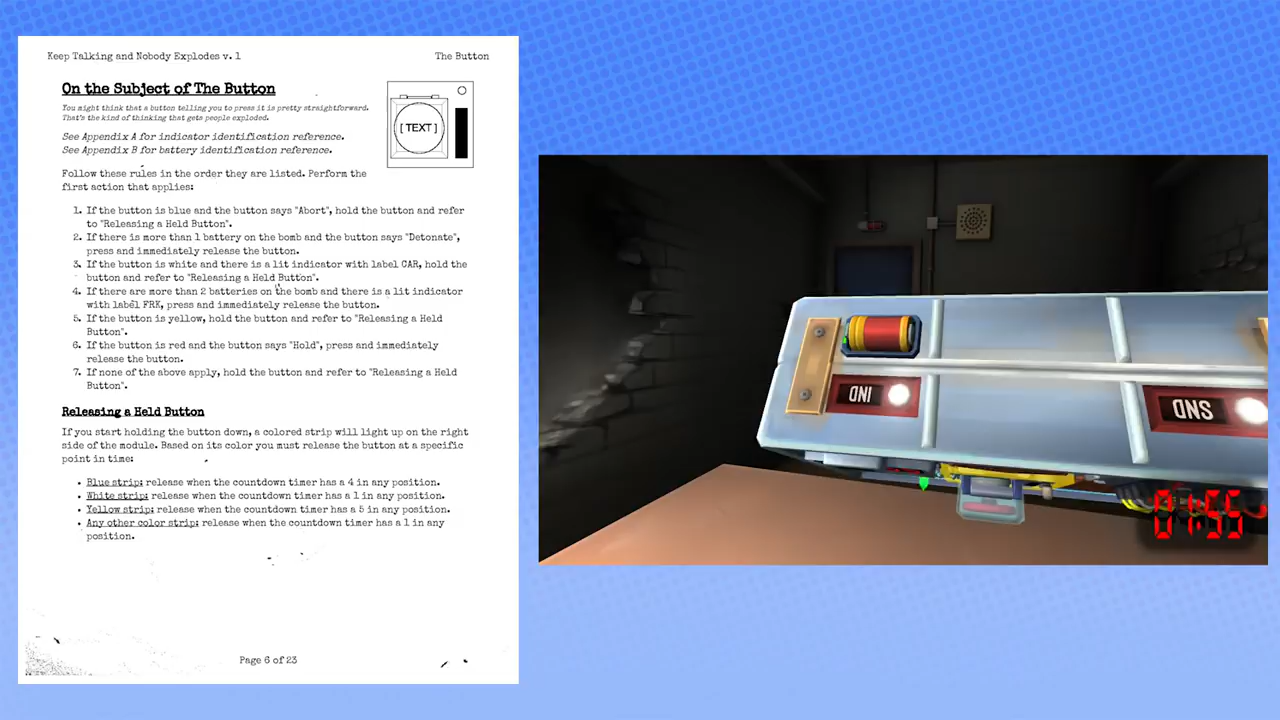 Keep Talking and Nobody Explodes v. 1
The Button
On the Subject of The Button
You might think that a button telling you to press it is pretty straightforward.
That's the kind of thinking that gets people exploded.
See Appendix A for indicator identification reference.
See Appendix B for battery identification reference.
[ TEXT ]
Follow these rules in the order they are listed. Perform the
first action that applies:
1. If the button is blue and the button says "Abort", hold the button and refer
to "Releasing a Held Button".
2. If there is more than 1 battery on the bomb and the button says "Detonate",
press and immediately release the button.
3. If the button is white and there is a lit indicator with label CAR, hold the
button and refer to "Releasing a Held Button".
4. If there are more than 2 batteries on the bomb and there is a lit indicator
with label FRK, press and immediately release the button.
5. If the button is yellow, hold the button and refer to "Releasing a Held
Button".
6. If the button is red and the button says "Hold", press and immediately
release the button.
7. If none of the above apply, hold the button and refer to "Releasing a Held
Button".
Releasing a Held Button
If you start holding the button down, a colored strip will light up on the right
side of the module. Based on its color you must release the button at a specific
point in time:
• Blue strip: release when the countdown timer has a 4 in any position.
• White strip: release when the countdown timer has a 1 in any position.
• Yellow strip: release when the countdown timer has a 5 in any position.
• Any other color strip: release when the countdown timer has a 1 in any
position.
Page 6 of 23
IND
SND
01:55